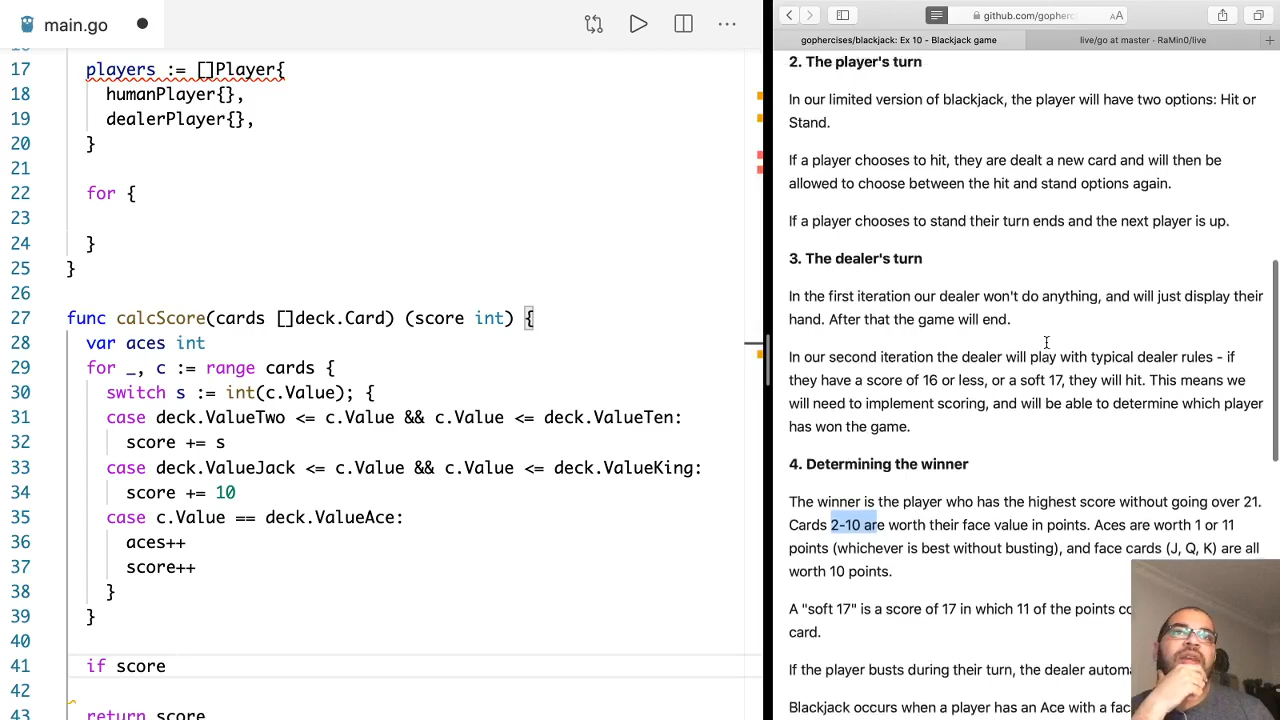 main.go
17 players := []Player{
18 humanPlayer{},
19 dealerPlayer{},
20 }
21
22 for {
23
24 }
25 }
26
27 func calcScore(cards []deck.Card) (score int) {
28 var aces int
29 for _, c := range cards {
30 switch s := int(c.Value); {
31 case deck.ValueTwo <= c.Value && c.Value <= deck.ValueTen:
32 score += s
33 case deck.ValueJack <= c.Value && c.Value <= deck.ValueKing:
34 score += 10
35 case c.Value == deck.ValueAce:
36 aces++
37 score++
38 }
39 }
40
41 if score
42
43 return score
github.com/gopherci
AA
gophercises/blackjack: Ex 10 - Blackjack game
live/go at master - RaMin0/live
2. The player's turn
In our limited version of blackjack, the player will have two options: Hit or
Stand.
If a player chooses to hit, they are dealt a new card and will then be
allowed to choose between the hit and stand options again.
If a player chooses to stand their turn ends and the next player is up.
3. The dealer's turn
In the first iteration our dealer won't do anything, and will just display their
hand. After that the game will end.
In our second iteration the dealer will play with typical dealer rules - if
they have a score of 16 or less, or a soft 17, they will hit. This means we
will need to implement scoring, and will be able to determine which player
has won the game.
4. Determining the winner
The winner is the player who has the highest score without going over 21.
Cards 2-10 are worth their face value in points. Aces are worth 1 or 11
points (whichever is best without busting), and face cards (J, Q, K) are all
worth 10 points.
A "soft 17" is a score of 17 in which 11 of the points
card.
If the player busts during their turn, the dealer
Blackjack occurs when a player has an Ace with a